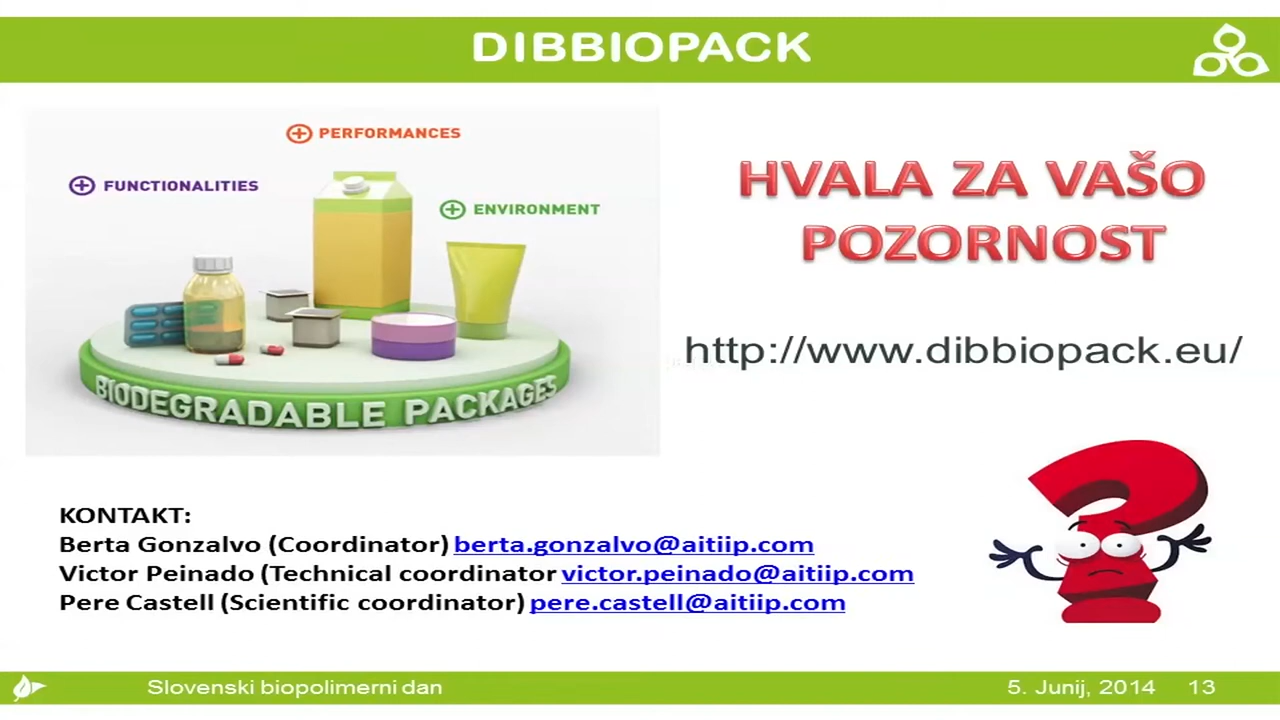 DIBBIOPACK
PERFORMANCES
FUNCTIONALITIES
ENVIRONMENT
BIODEGRADABLE PACKAGES
HVALA ZA VAŠO
POZORNOST
http://www.dibbiopack.eu/
KONTAKT:
Berta Gonzalvo (Coordinator) berta.gonzalvo@aitiip.com
Victor Peinado (Technical coordinator victor.peinado@aitiip.com
Pere Castell (Scientific coordinator) pere.castell@aitiip.com
Slovenski biopolimerni dan
5. Junij, 2014 13